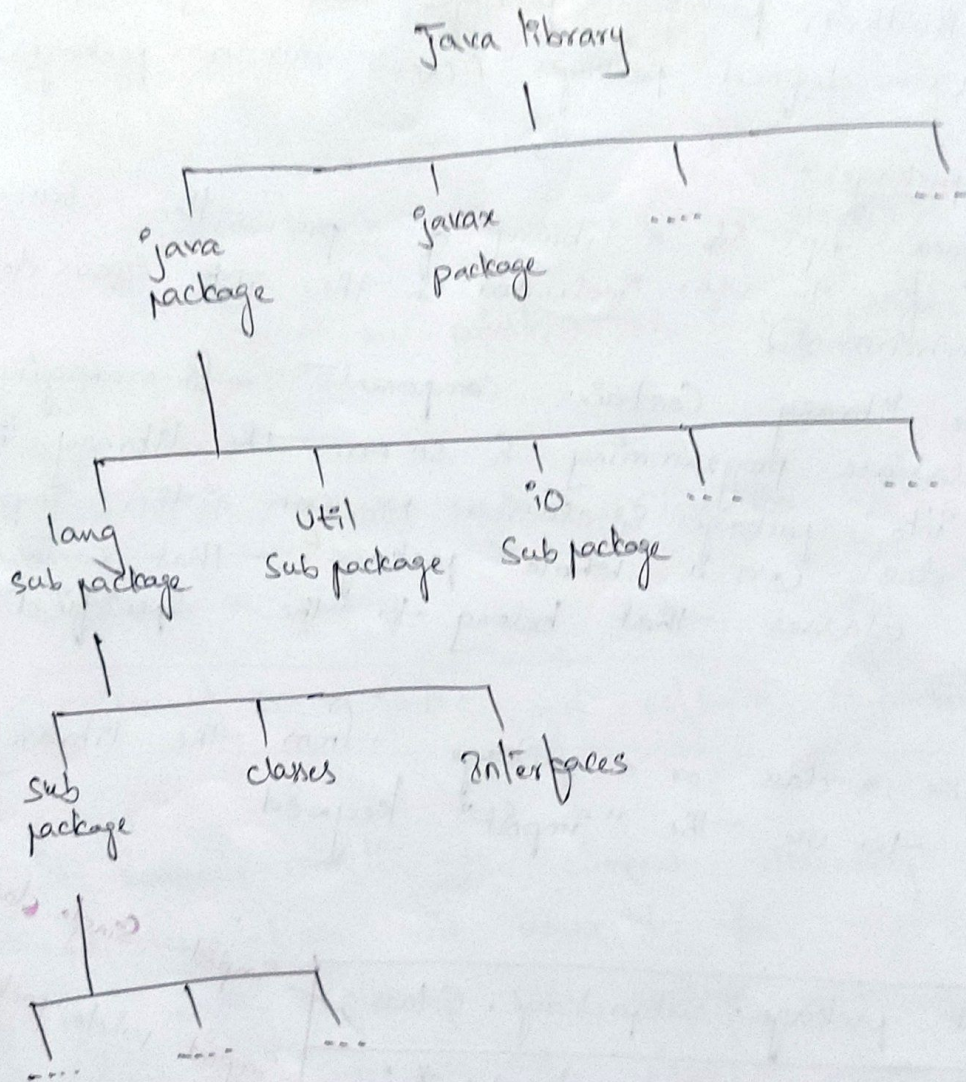 Java library
java
package
javax
package
....
....
lang
sub package
util
sub package
io
sub package
....
....
sub
package
classes
Interfaces
....
....
...